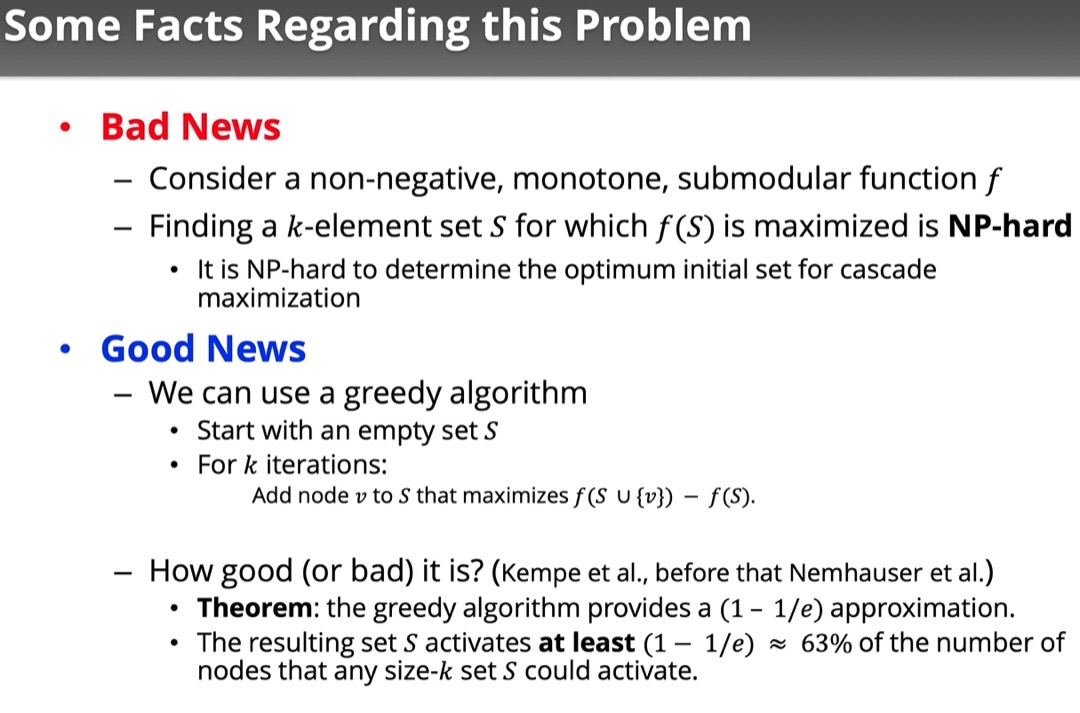 Some Facts Regarding this Problem
• Bad News
– Consider a non-negative, monotone, submodular function f
– Finding a k-element set S for which f(S) is maximized is NP-hard
• It is NP-hard to determine the optimum initial set for cascade
maximization
• Good News
– We can use a greedy algorithm
• Start with an empty set S
• For k iterations:
Add node v to S that maximizes f(S ∪ {v}) − f(S).
– How good (or bad) it is? (Kempe et al., before that Nemhauser et al.)
• Theorem: the greedy algorithm provides a (1 − 1/e) approximation.
• The resulting set S activates at least (1 − 1/e) ≈ 63% of the number of
nodes that any size-k set S could activate.